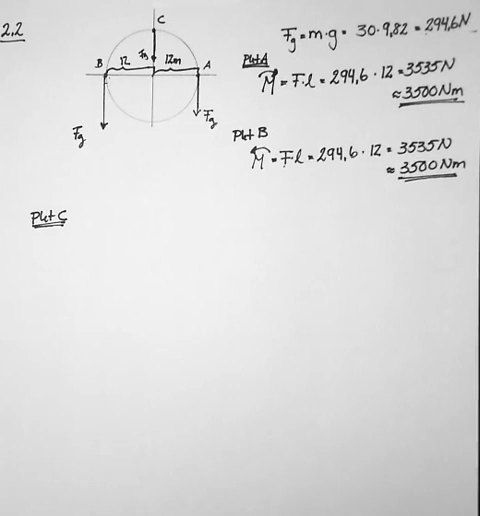 2.2
C
Fg = m·g = 30·9,82 = 294,6N
Fg
B 12 12m A
Pkt A
M = F·l = 294,6·12 = 3535N
≈ 3500Nm
Fg Fg
Pkt B
M = F·l = 294,6·12 = 3535N
≈ 3500Nm
Pkt C